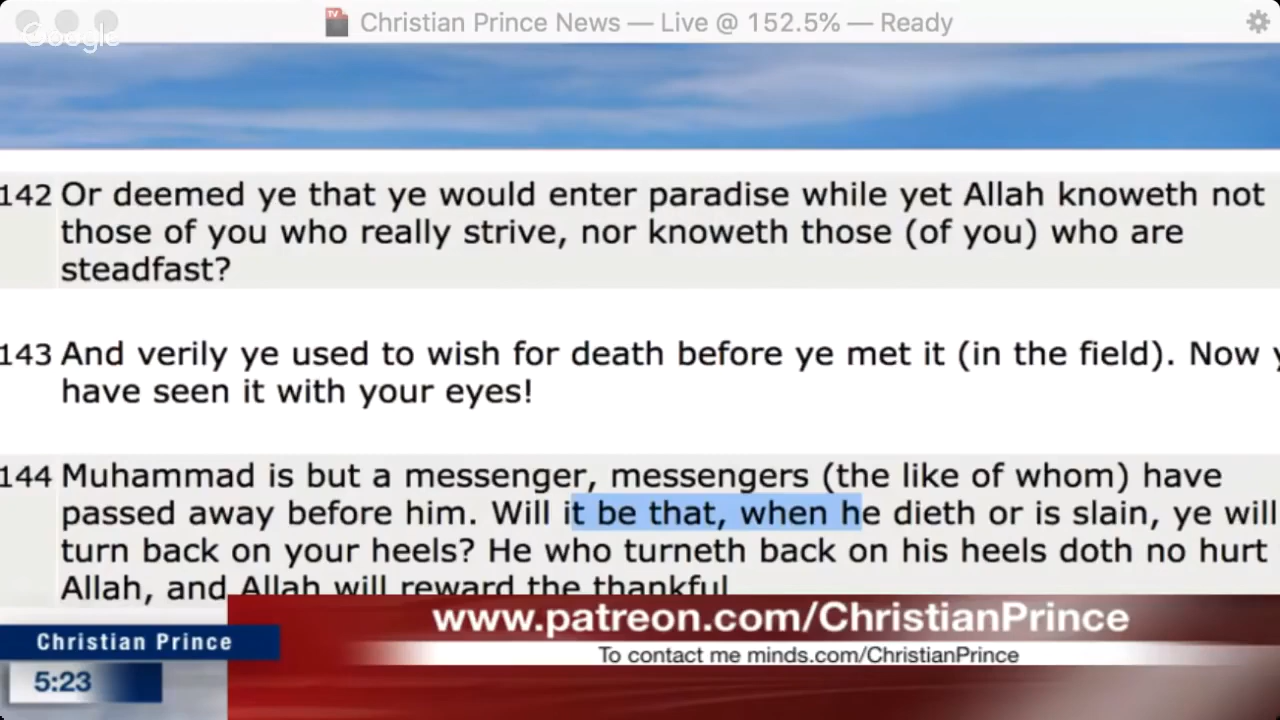 Google
Christian Prince News — Live @ 152.5% — Ready
142 Or deemed ye that ye would enter paradise while yet Allah knoweth not
those of you who really strive, nor knoweth those (of you) who are
steadfast?
143 And verily ye used to wish for death before ye met it (in the field). Now y
have seen it with your eyes!
144 Muhammad is but a messenger, messengers (the like of whom) have
passed away before him. Will it be that, when he dieth or is slain, ye will
turn back on your heels? He who turneth back on his heels doth no hurt
Allah, and Allah will reward the thankful
www.patreon.com/ChristianPrince
Christian Prince
To contact me minds.com/ChristianPrince
5:23